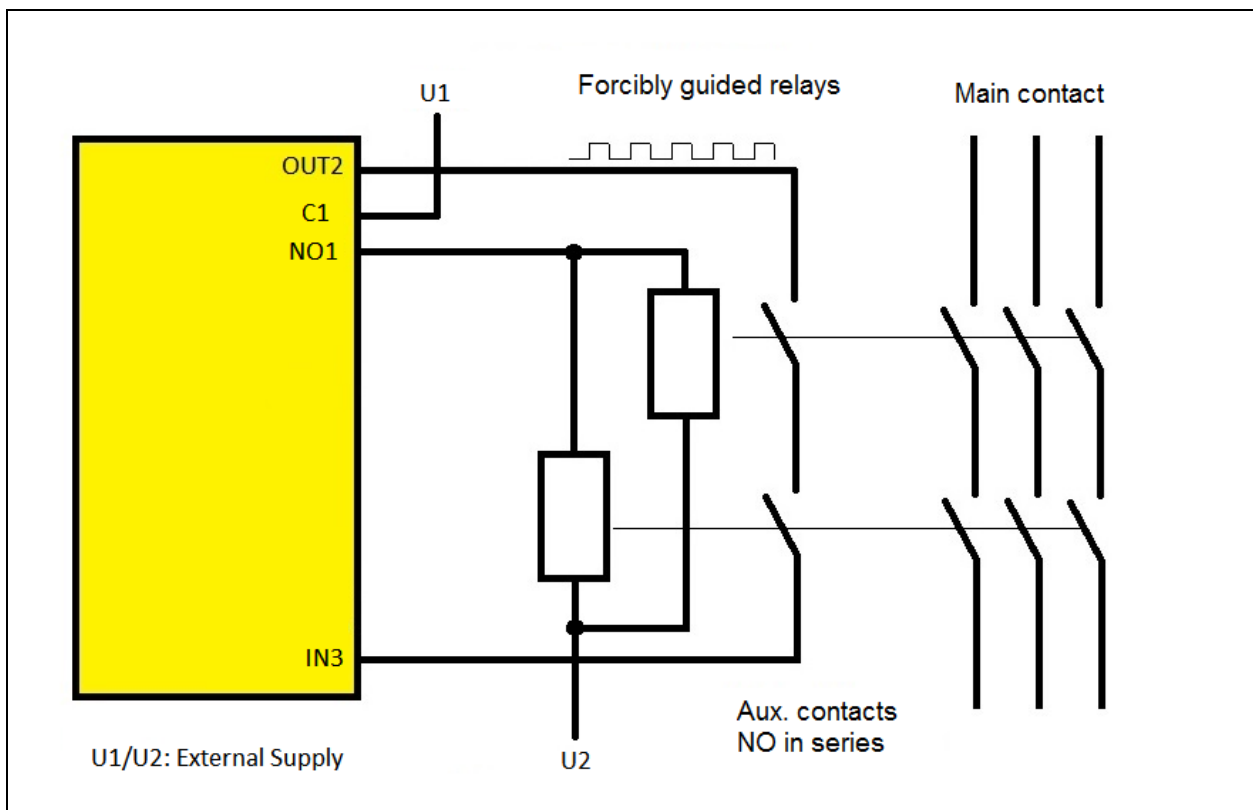 Forcibly guided relays
Main contact
U1
OUT2
C1
NO1
IN3
Aux. contacts
NO in series
U1/U2: External Supply
U2